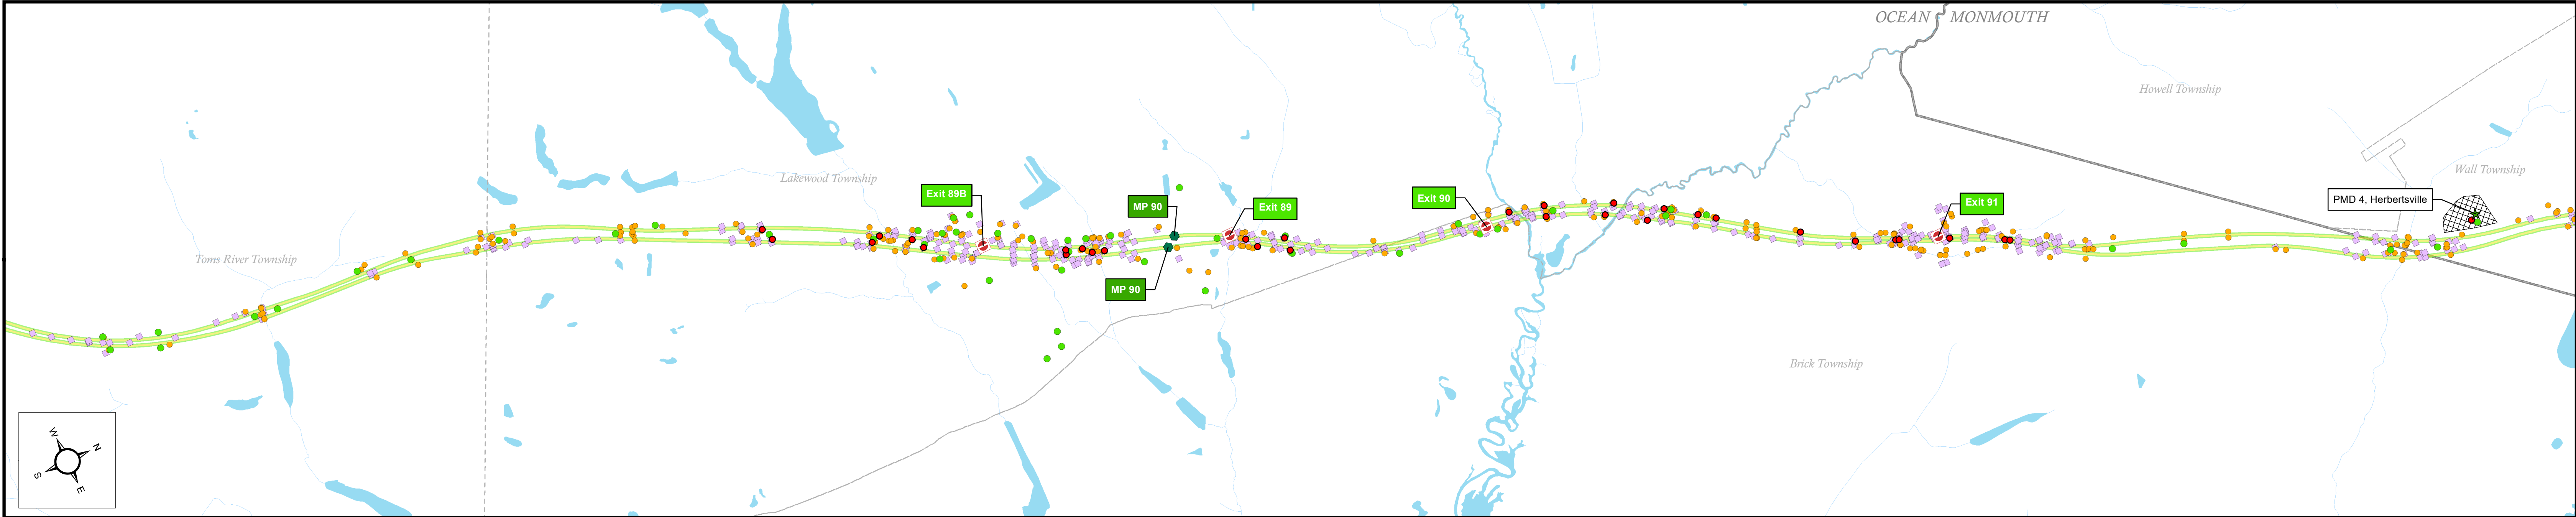 OCEAN
MONMOUTH
Howell Township
Wall Township
Lakewood Township
Exit 89B
MP 90
Exit 89
Exit 90
Exit 91
PMD 4, Herbertsville
Toms River Township
MP 90
Brick Township
W
N
S
E